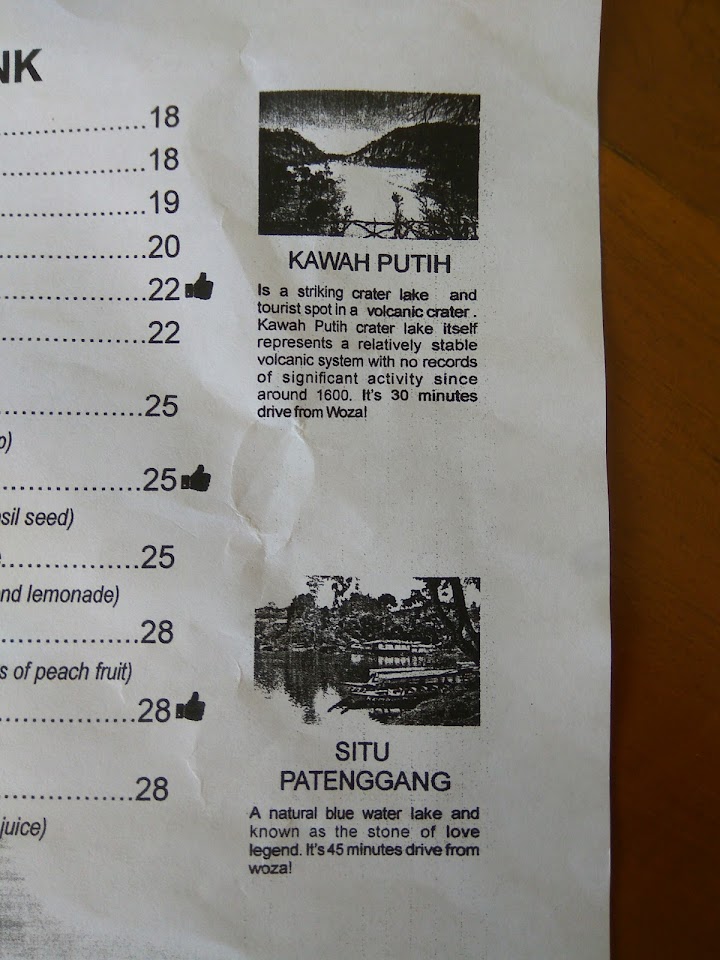 NK
..................18
..................18
..................19
..................20
..................22
..................22
..................25
)
..................25
sil seed)
..................25
nd lemonade)
..................28
s of peach fruit)
..................28
..................28
juice)
KAWAH PUTIH
Is a striking crater lake and
tourist spot in a volcanic crater .
Kawah Putih crater lake itself
represents a relatively stable
volcanic system with no records
of significant activity since
around 1600. It's 30 minutes
drive from Woza!
SITU
PATENGGANG
A natural blue water lake and
known as the stone of love
legend. It's 45 minutes drive from
woza!